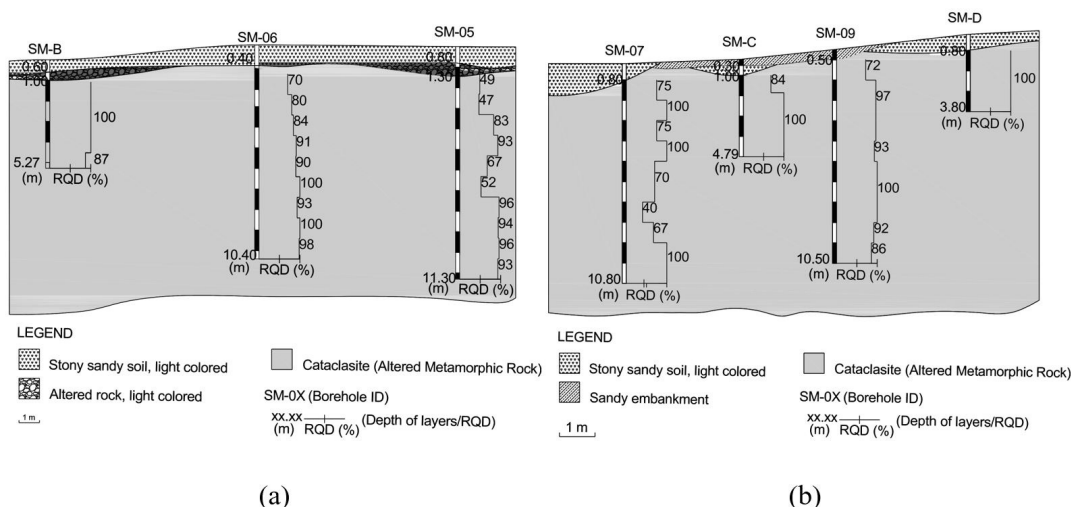 SM-B
0.60
1.00
100
87
5.27
(m)
RQD (%)
SM-06
0.40
70
80
84
91
90
100
93
100
98
10.40
(m)
RQD (%)
SM-05
0.80
1.30
49
47
83
93
67
52
96
94
96
93
11.30
(m)
RQD (%)
LEGEND
Stony sandy soil, light colored
Altered rock, light colored
1 m
Cataclasite (Altered Metamorphic Rock)
SM-0X (Borehole ID)
xx.xx
(m) RQD (%) (Depth of layers/RQD)
(a)
SM-07
0.80
75
100
75
100
70
40
67
100
10.80
(m)
RQD (%)
SM-C
0.30
1.00
84
100
4.79
(m)
RQD (%)
SM-09
0.50
72
97
93
100
92
86
10.50
(m)
RQD (%)
SM-D
0.80
100
3.80
(m)
RQD (%)
LEGEND
Stony sandy soil, light colored
Sandy embankment
1 m
Cataclasite (Altered Metamorphic Rock)
SM-0X (Borehole ID)
xx.xx
(m) RQD (%) (Depth of layers/RQD)
(b)